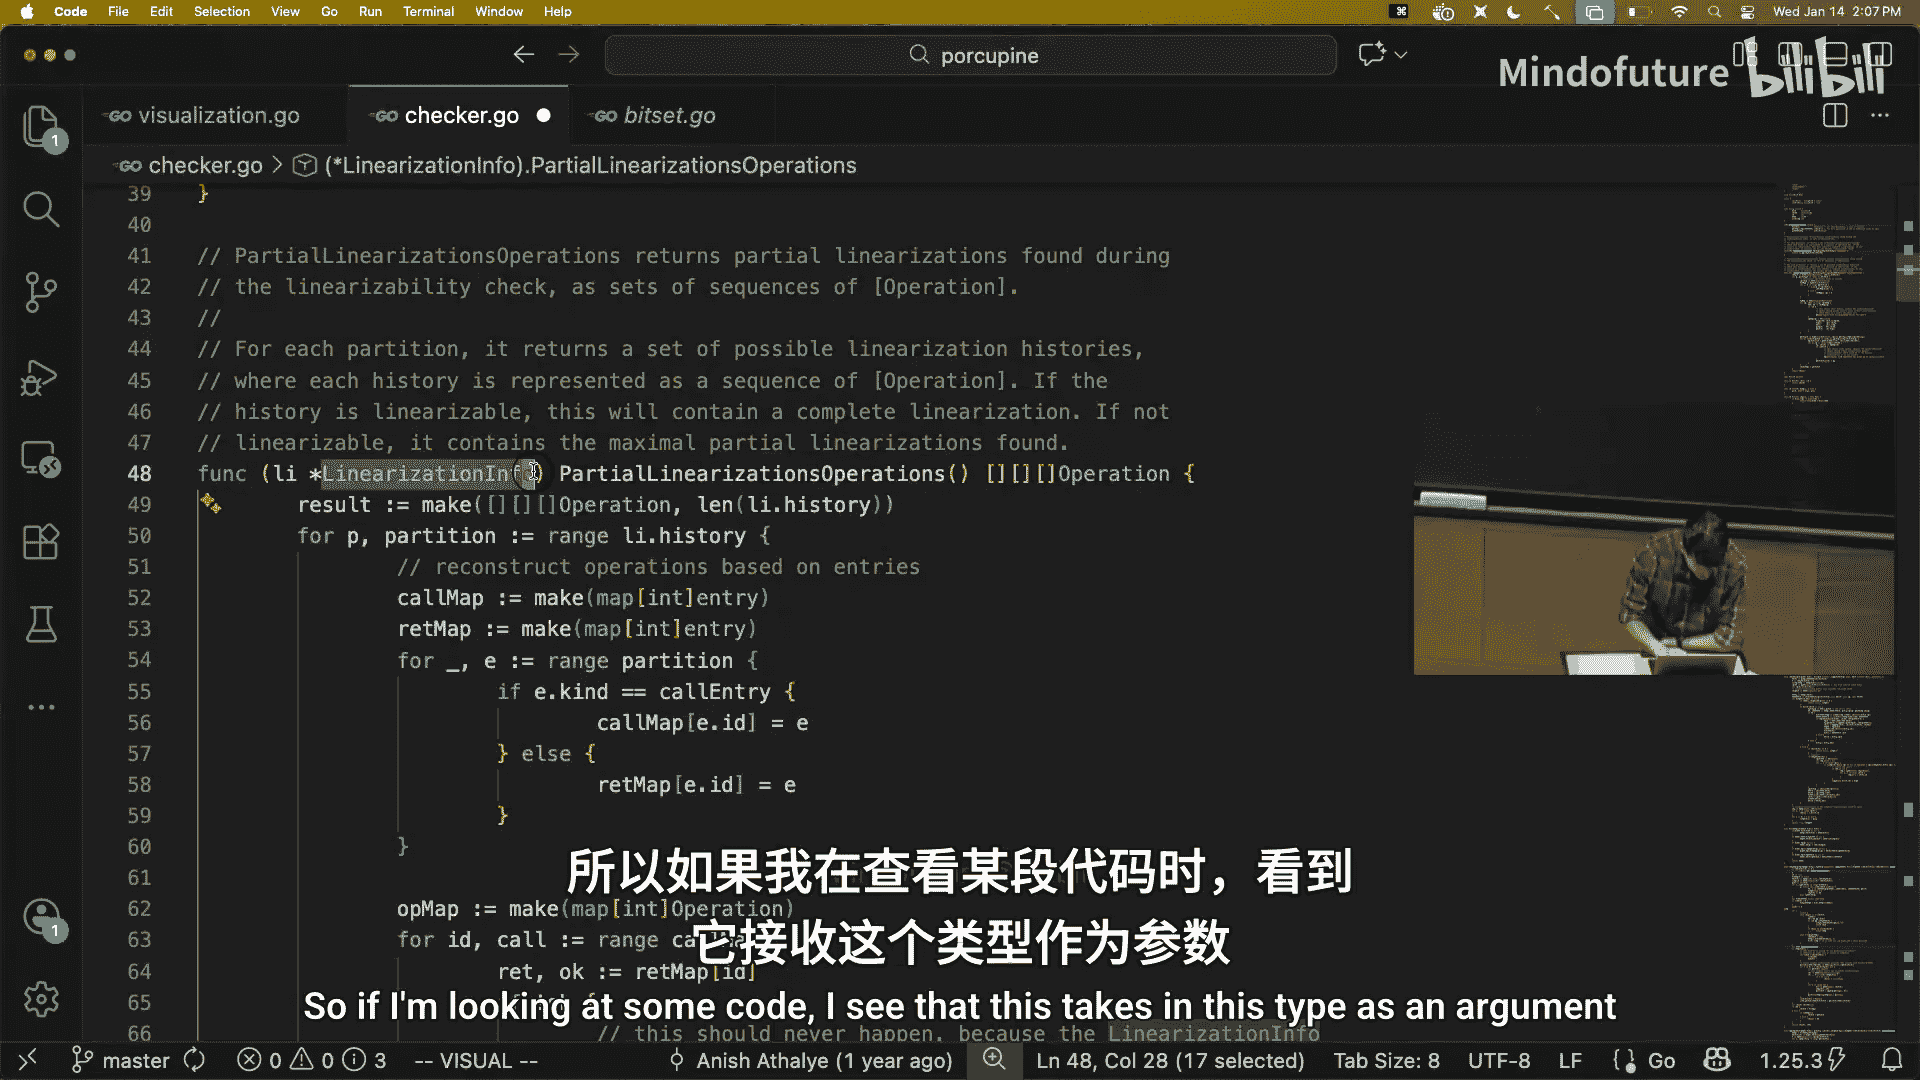 Code File Edit Selection View Go Run Terminal Window Help Wed Jan 14 2:07 PM
porcupine
Mindofuture bilibili
visualization.go checker.go bitset.go
checker.go > (*LinearizationInfo).PartialLinearizationsOperations
39 }
40
41 // PartialLinearizationsOperations returns partial linearizations found during
42 // the linearizability check, as sets of sequences of [Operation].
43 //
44 // For each partition, it returns a set of possible linearization histories,
45 // where each history is represented as a sequence of [Operation]. If the
46 // history is linearizable, this will contain a complete linearization. If not
47 // linearizable, it contains the maximal partial linearizations found.
48 func (li *LinearizationInfo) PartialLinearizationsOperations() [][][]Operation {
49 result := make([][][]Operation, len(li.history))
50 for p, partition := range li.history {
51 // reconstruct operations based on entries
52 callMap := make(map[int]entry)
53 retMap := make(map[int]entry)
54 for _, e := range partition {
55 if e.kind == callEntry {
56 callMap[e.id] = e
57 } else {
58 retMap[e.id] = e
59 }
60 }
61
62 opMap := make(map[int]Operation)
63 for id, call := range
64 ret, ok := retMap[id]
65
66 // this should never happen, because the LinearizationInfo
所以如果我在查看某段代码时，看到
它接收这个类型作为参数
So if I'm looking at some code, I see that this takes in this type as an argument
master 0 0 3 -- VISUAL -- Anish Athalye (1 year ago) Ln 48, Col 28 (17 selected) Tab Size: 8 UTF-8 LF {} Go 1.25.3
1
1